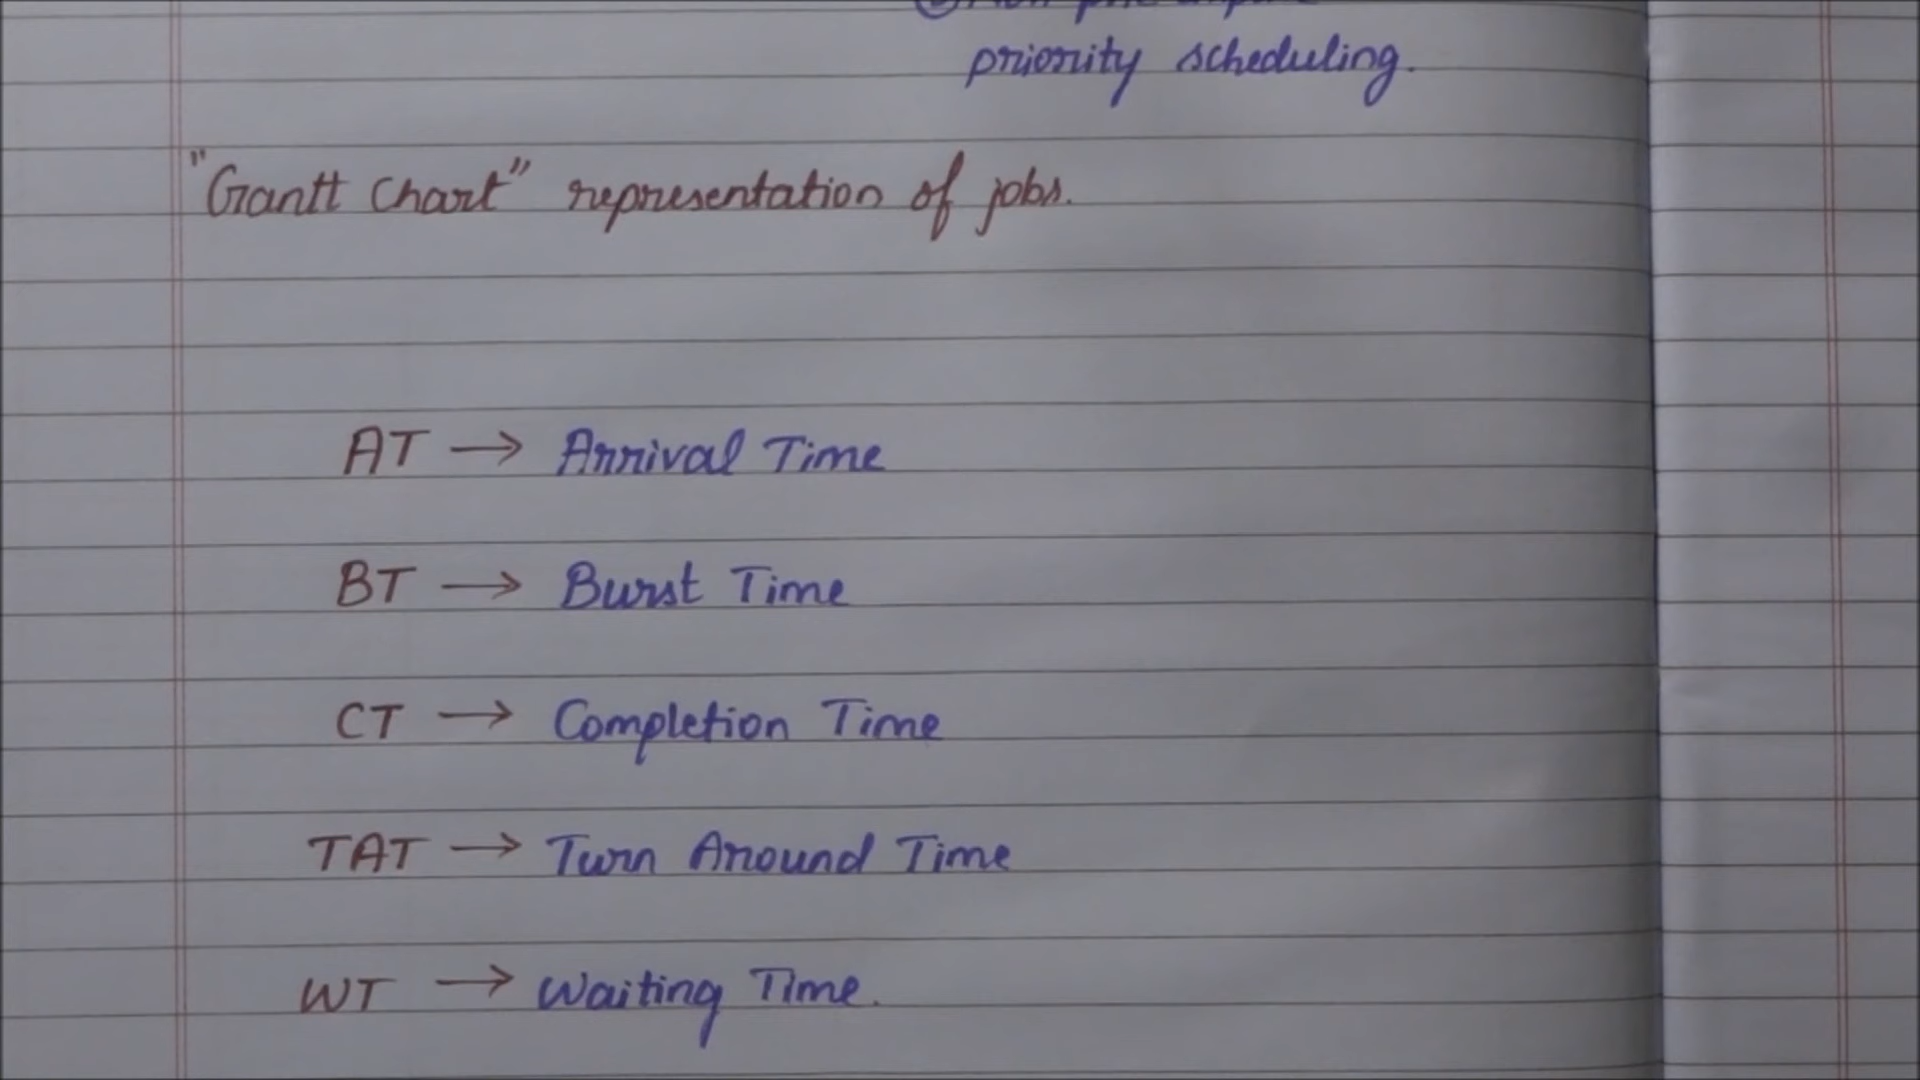 priority scheduling.
"Gantt Chart" representation of jobs.
AT → Arrival Time
BT → Burst Time
CT → Completion Time
TAT → Turn Around Time
WT → Waiting Time.